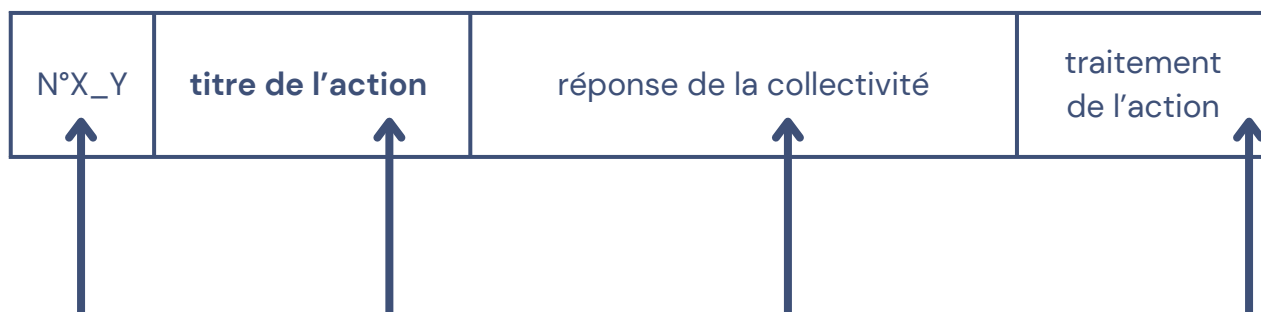 N°X_Y
titre de l’action
réponse de la collectivité
traitement
de l’action